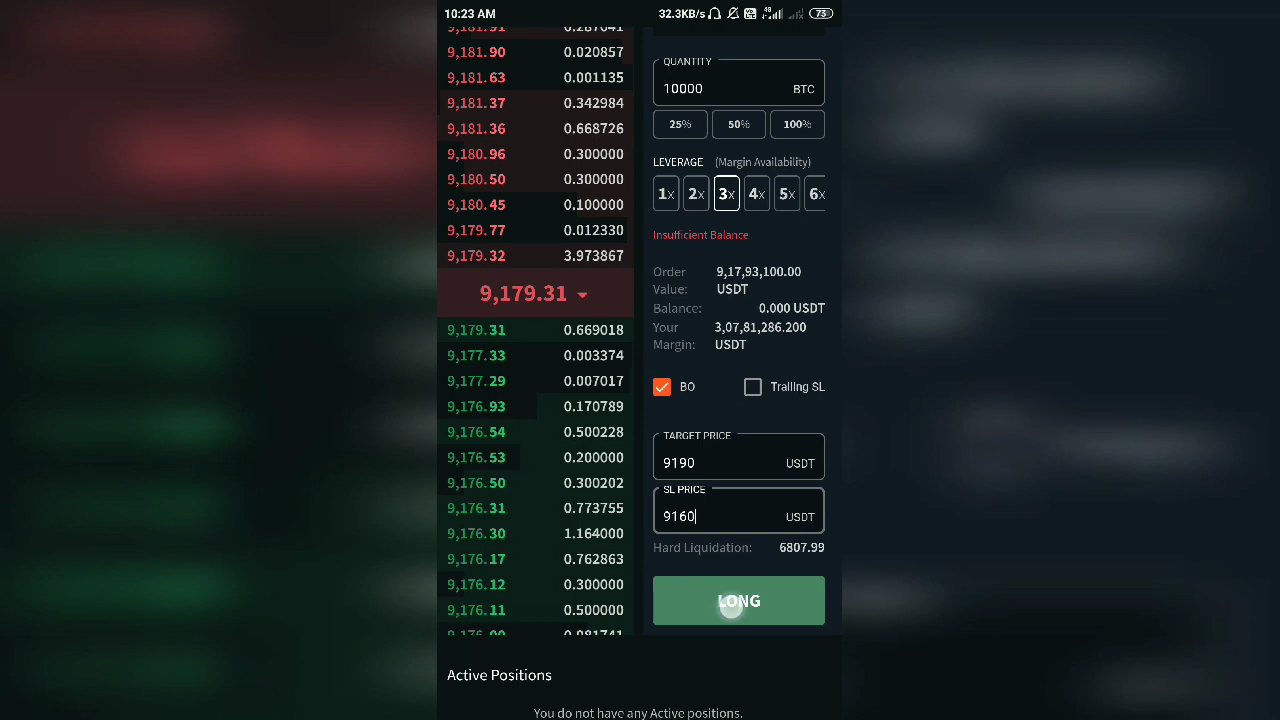 10:23 AM
32.3KB/s 4G 75
9,181.91 0.287041
9,181.90 0.020857
9,181.63 0.001135
9,181.37 0.342984
9,181.36 0.668726
9,180.96 0.300000
9,180.50 0.300000
9,180.45 0.100000
9,179.77 0.012330
9,179.32 3.973867
9,179.31
9,179.31 0.669018
9,177.33 0.003374
9,177.29 0.007017
9,176.93 0.170789
9,176.54 0.500228
9,176.53 0.200000
9,176.50 0.300202
9,176.31 0.773755
9,176.30 1.164000
9,176.17 0.762863
9,176.12 0.300000
9,176.11 0.500000
QUANTITY
10000 BTC
25% 50% 100%
LEVERAGE (Margin Availability)
1x 2x 3x 4x 5x 6x
Insufficient Balance
Order 9,17,93,100.00
Value: USDT
Balance: 0.000 USDT
Your 3,07,81,286.200
Margin: USDT
BO Trailing SL
TARGET PRICE
9190 USDT
SL PRICE
9160 USDT
Hard Liquidation: 6807.99
LONG
Active Positions
You do not have any Active positions.